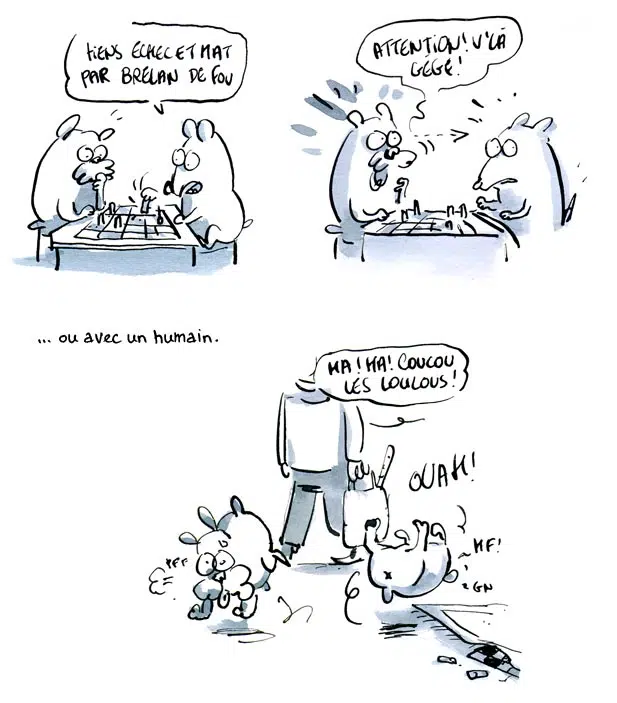 TIENS ÉCHEC ET MAT
PAR BRELAN DE FOU
ATTENTION! V'LÀ
GÉGÉ!
... ou avec un humain.
HA! HA! COUCOU
LES LOULOUS!
OUAH!
PFF
MF!
GN